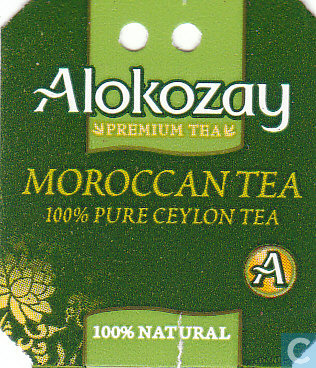 Alokozay
PREMIUM TEA
MOROCCAN TEA
100% PURE CEYLON TEA
A
100% NATURAL
C